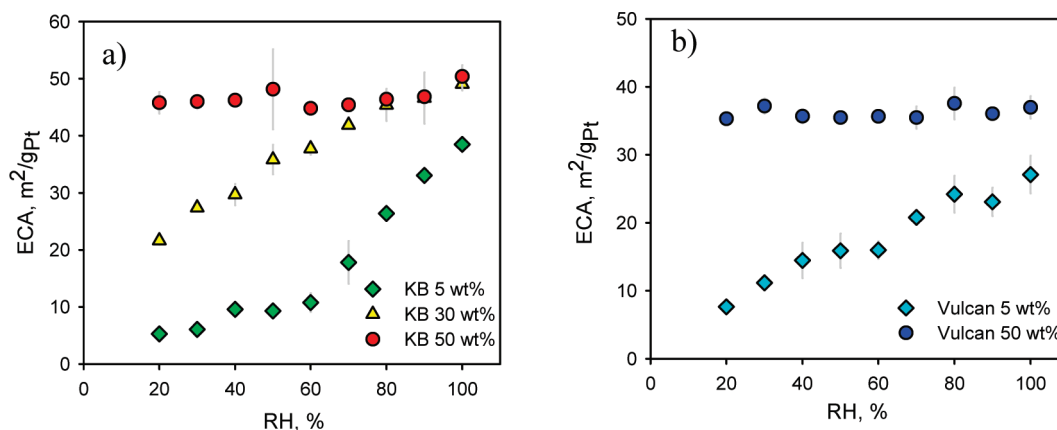 a)
ECA, m²/gPt
60
50
40
30
20
10
0
KB 5 wt%
KB 30 wt%
KB 50 wt%
0 20 40 60 80 100
RH, %
b)
ECA, m²/gPt
50
40
30
20
10
0
Vulcan 5 wt%
Vulcan 50 wt%
0 20 40 60 80 100
RH, %